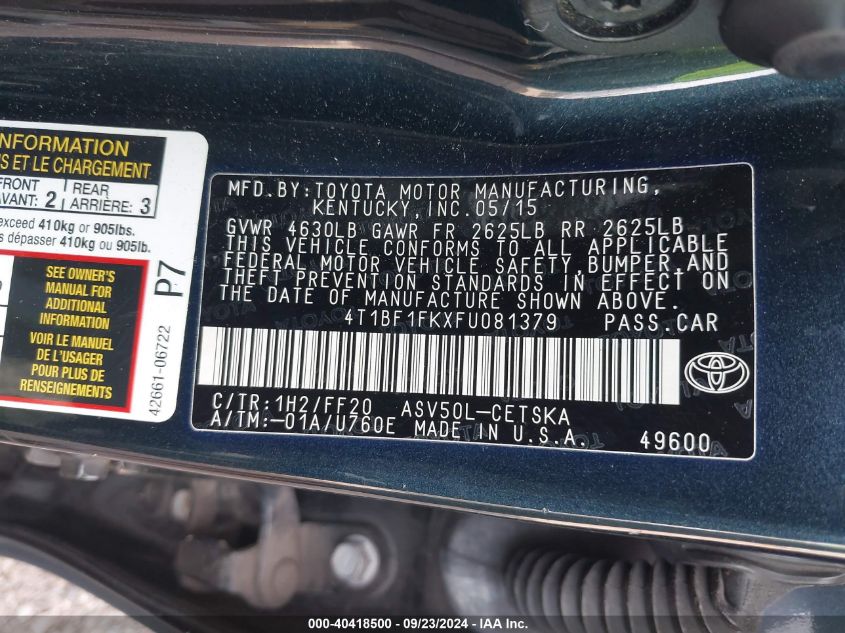 INFORMATION
S ET LE CHARGEMENT
FRONT
AVANT: 2
REAR
ARRIÈRE: 3
exceed 410kg or 905lbs.
s dépasser 410kg ou 905lb.
SEE OWNER'S
MANUAL FOR
ADDITIONAL
INFORMATION
VOIR LE MANUEL
DE L'USAGER
POUR PLUS DE
RENSEIGNEMENTS
P7
42661-06722
MFD.BY:TOYOTA MOTOR MANUFACTURING,
KENTUCKY,INC.05/15
GVWR 4630LB GAWR FR 2625LB RR 2625LB
THIS VEHICLE CONFORMS TO ALL APPLICABLE
FEDERAL MOTOR VEHICLE SAFETY,BUMPER,AND
THEFT PREVENTION STANDARDS IN EFFECT ON
THE DATE OF MANUFACTURE SHOWN ABOVE.
4T1BF1FKXFU081379 PASS.CAR
C/TR:1H2/FF20 ASV50L-CETSKA
A/TM:-01A/U760E MADE IN U.S.A. 49600
000-40418500 - 09/23/2024 - IAA Inc.